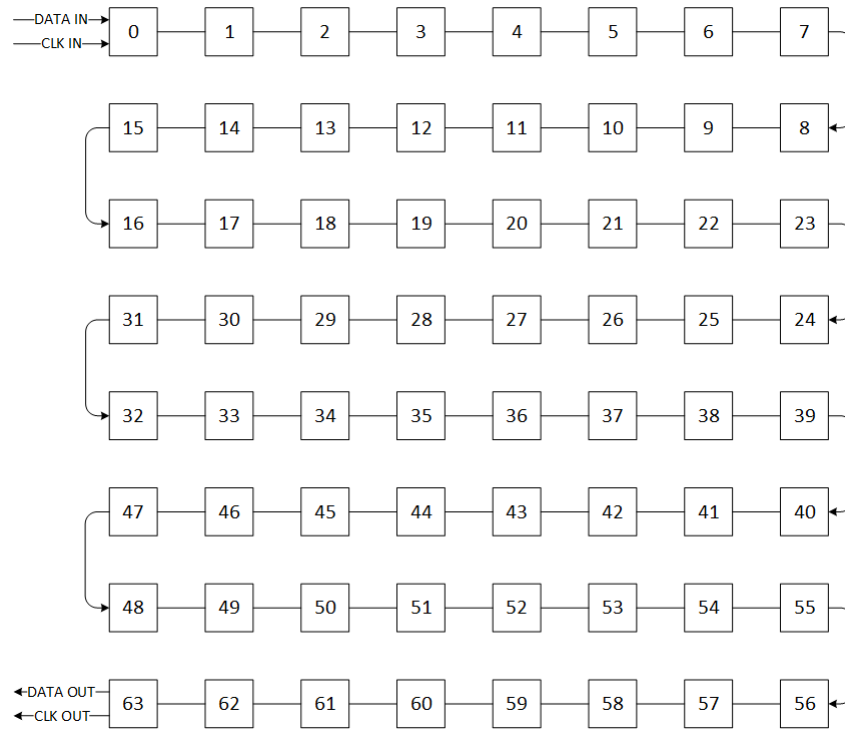 DATA IN
CLK IN
0 1 2 3 4 5 6 7
15 14 13 12 11 10 9 8
16 17 18 19 20 21 22 23
31 30 29 28 27 26 25 24
32 33 34 35 36 37 38 39
47 46 45 44 43 42 41 40
48 49 50 51 52 53 54 55
DATA OUT
CLK OUT
63 62 61 60 59 58 57 56